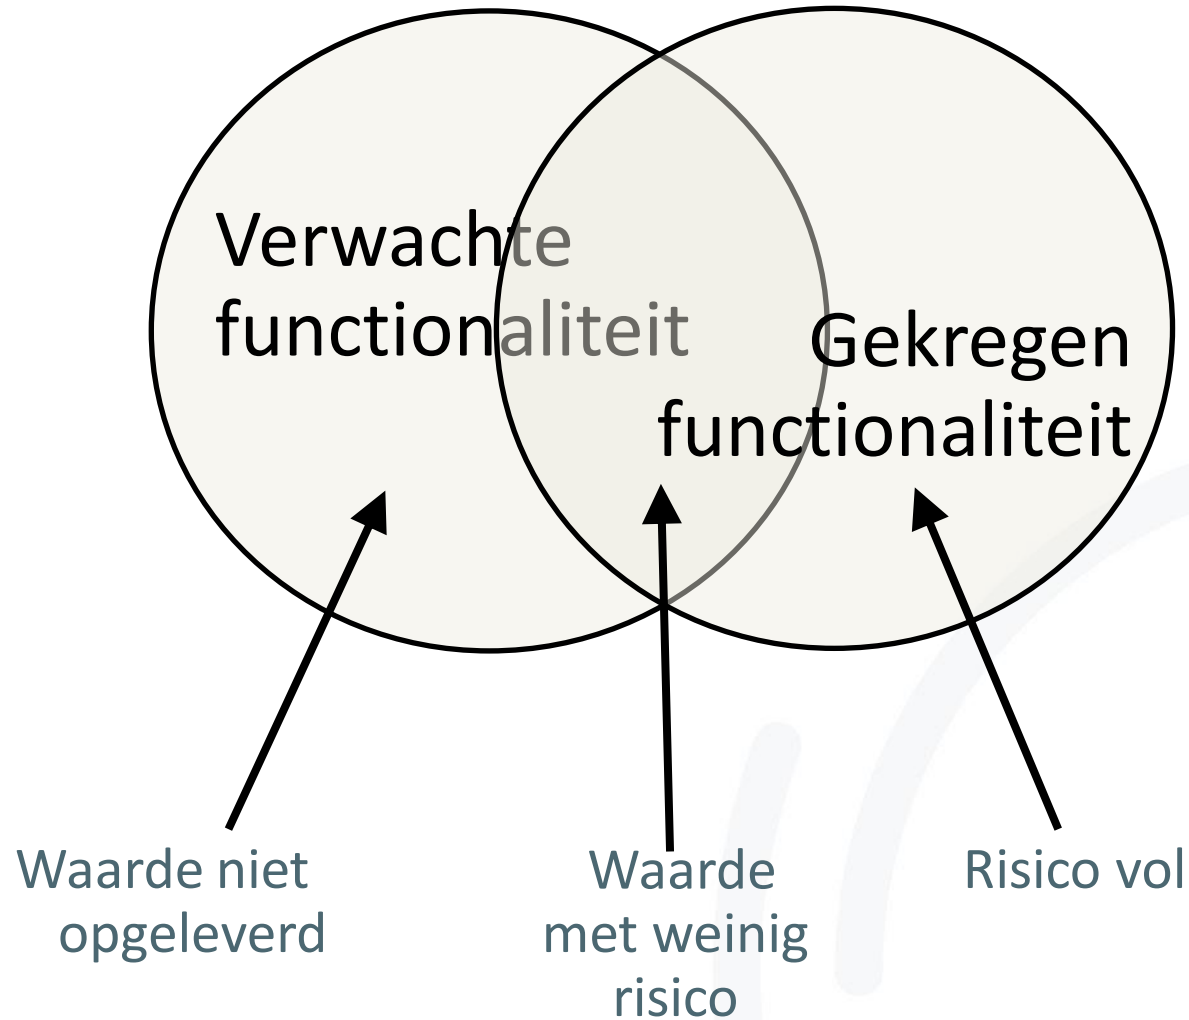 Verwachte
functionaliteit
Gekregen
functionaliteit
Waarde niet
opgeleverd
Waarde
met weinig
risico
Risico vol